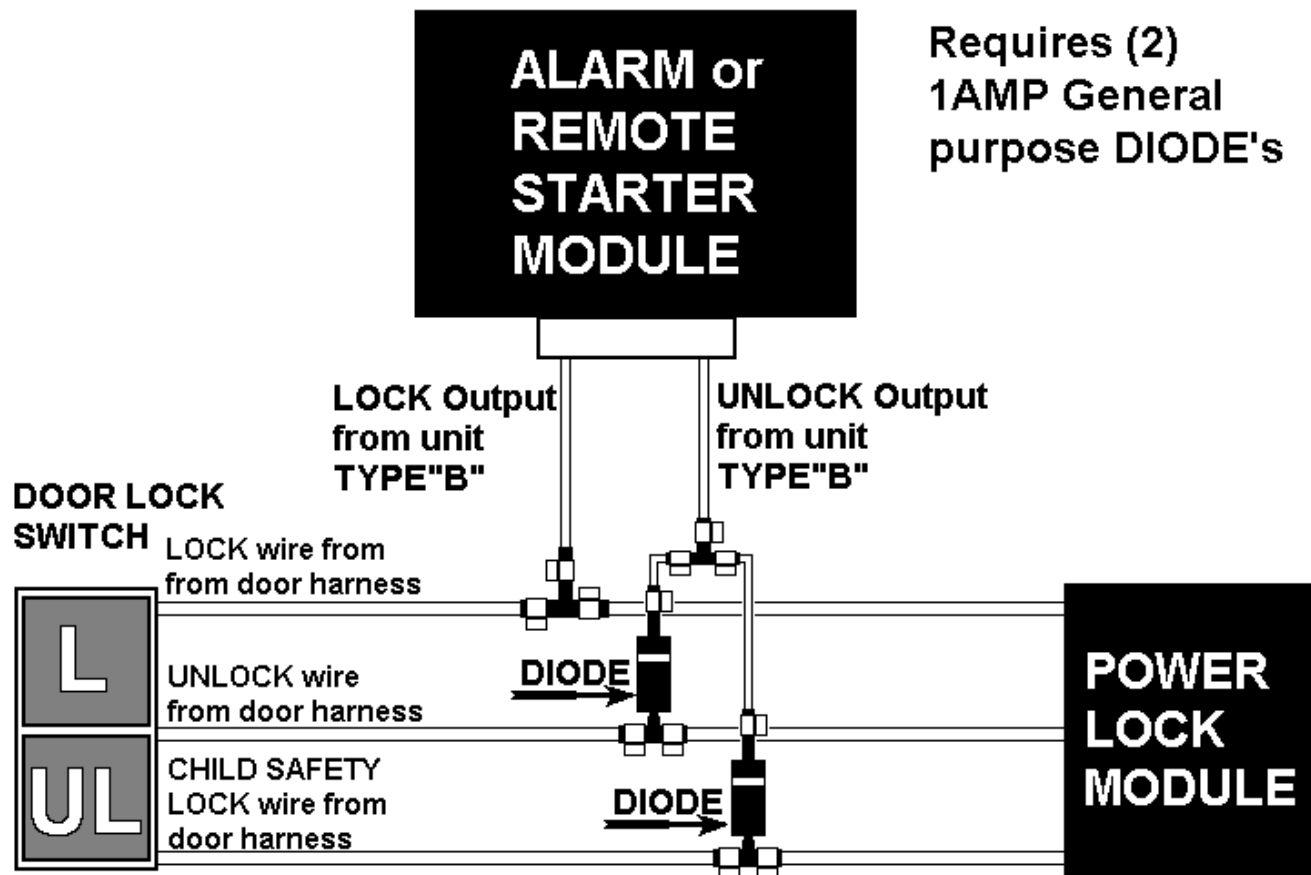 ALARM or
REMOTE
STARTER
MODULE
Requires (2)
1AMP General
purpose DIODE's
LOCK Output
from unit
TYPE"B"
UNLOCK Output
from unit
TYPE"B"
DOOR LOCK
SWITCH
LOCK wire from
from door harness
L
UNLOCK wire
from door harness
DIODE
UL
CHILD SAFETY
LOCK wire from
door harness
DIODE
POWER
LOCK
MODULE